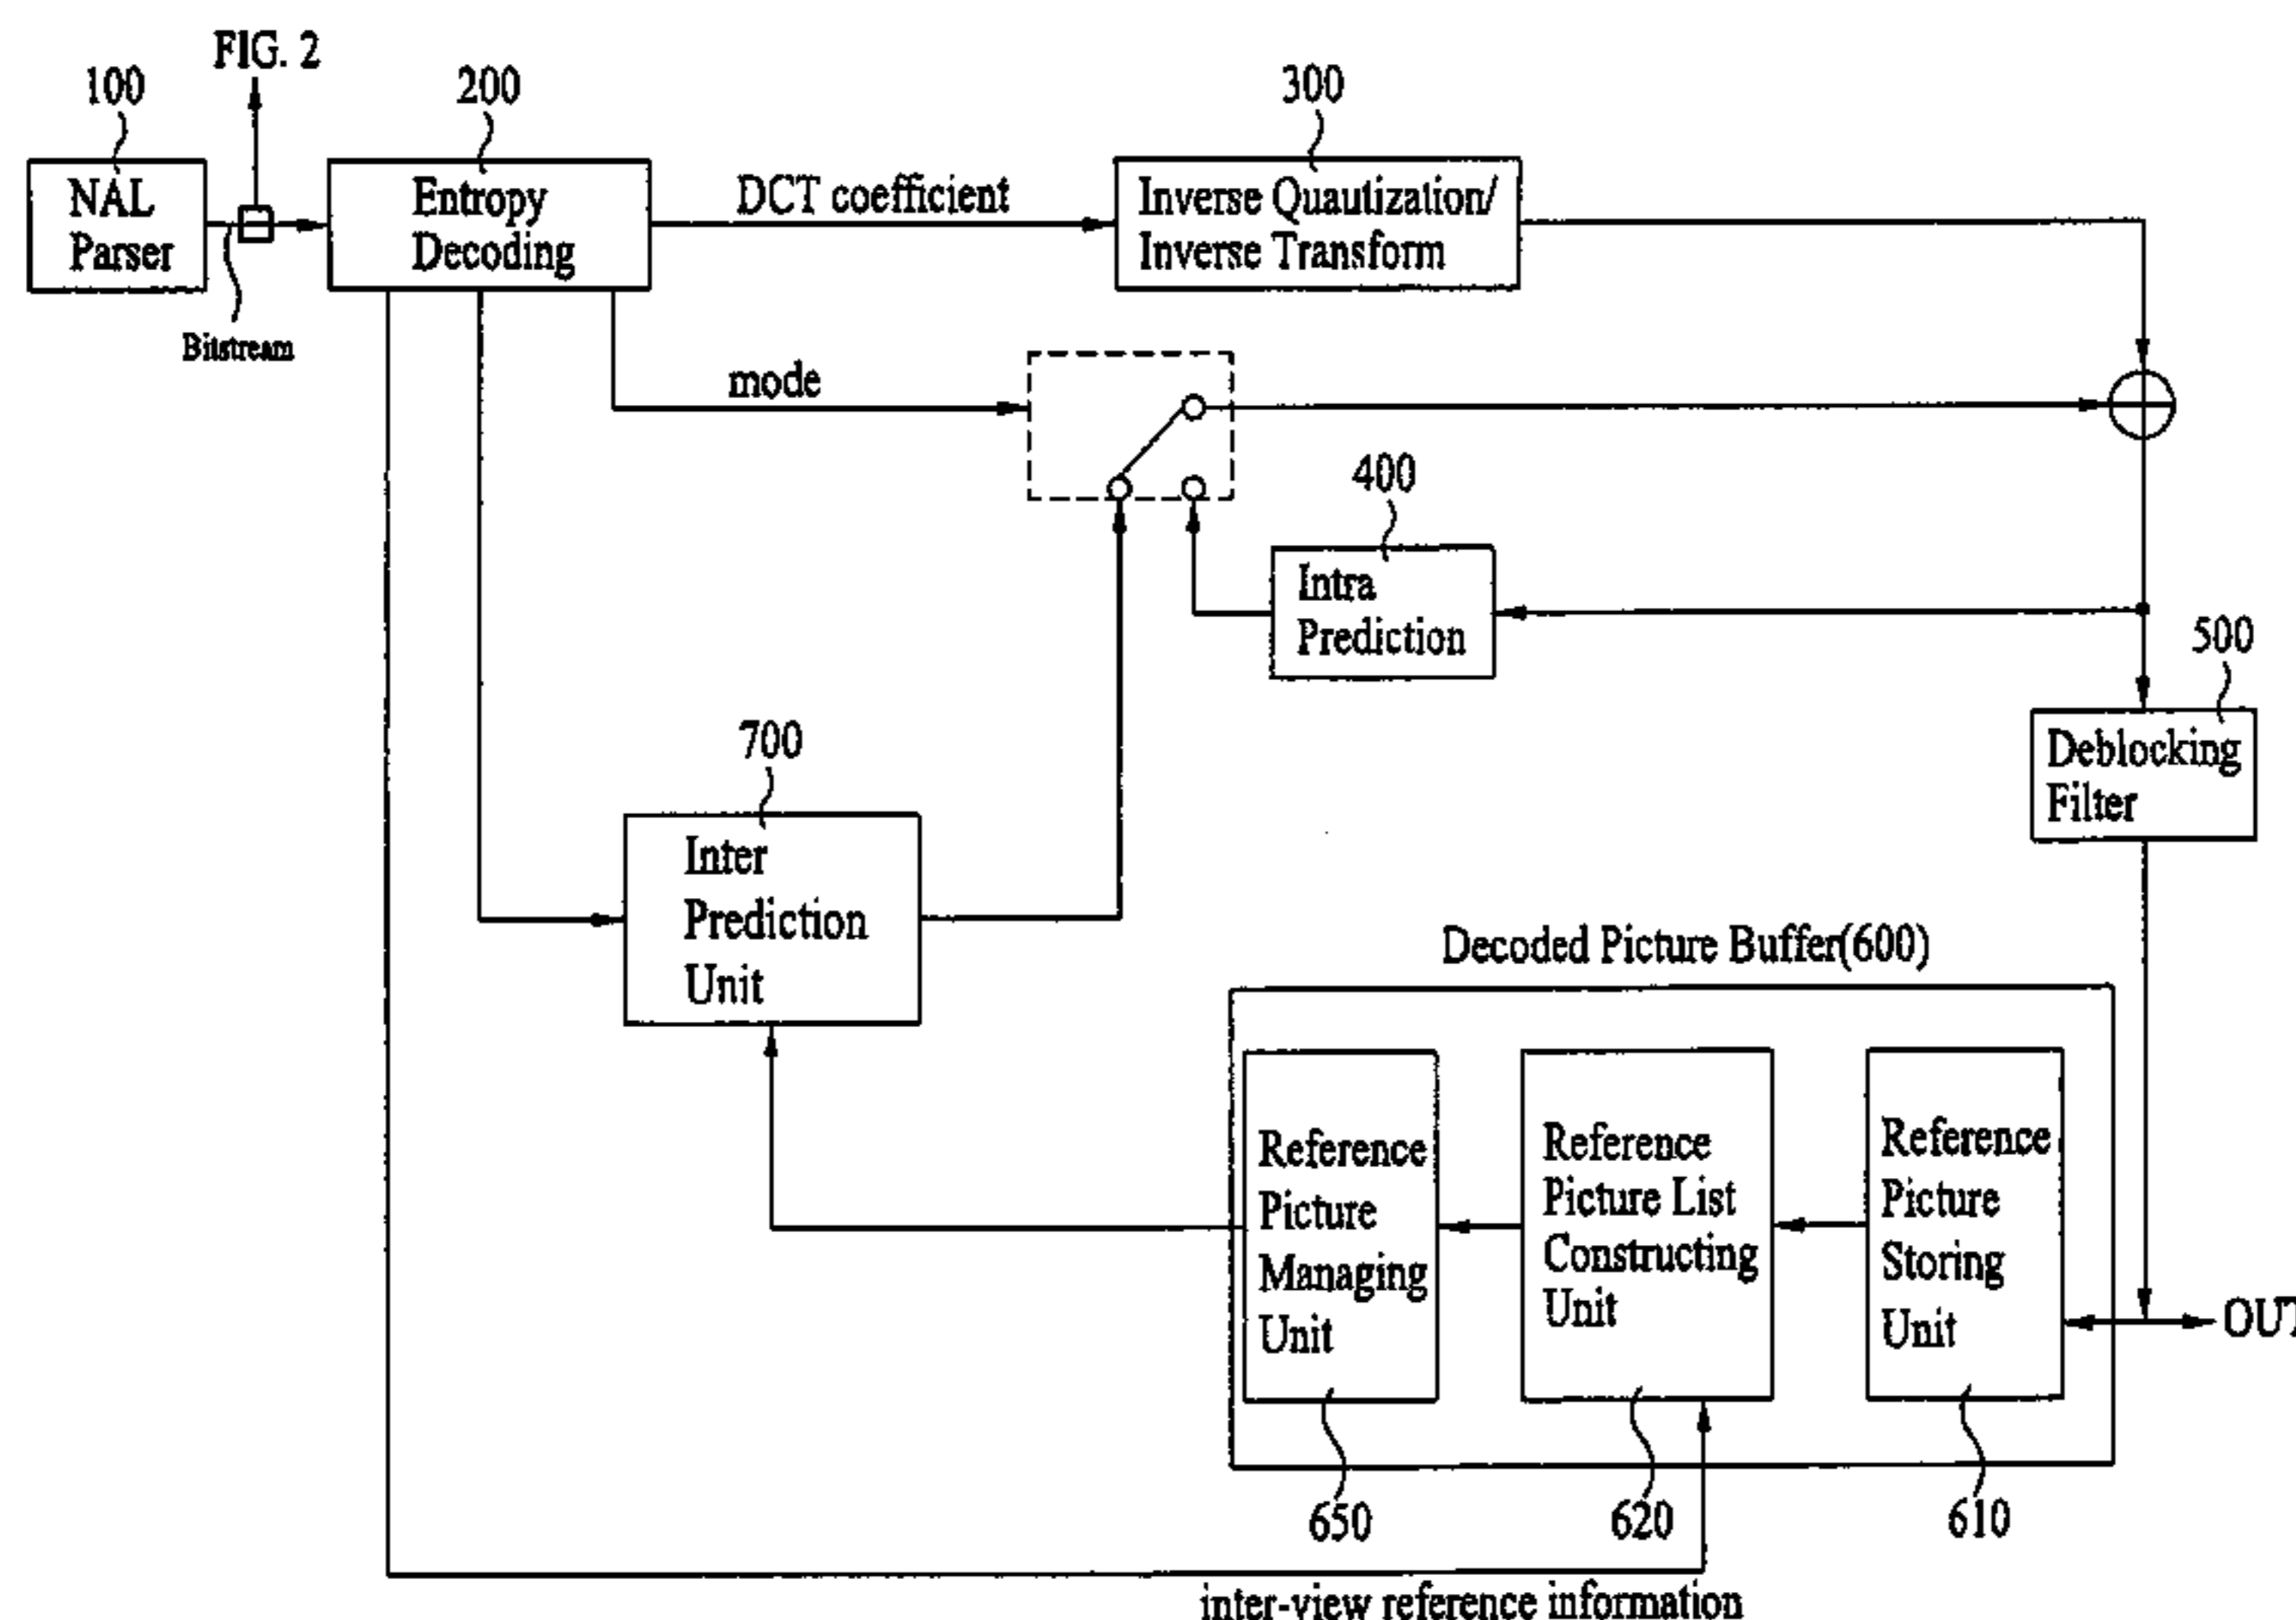 FIG. 2
100
200
300
NAL
Parser
Entropy
Decoding
DCT coefficient
Inverse Quautization/
Inverse Transform
Bitstream
mode
400
Intra
Prediction
500
Deblocking
Filter
700
Inter
Prediction
Unit
Decoded Picture Buffer(600)
Reference
Picture
Managing
Unit
Reference
Picture List
Constructing
Unit
Reference
Picture
Storing
Unit
OUT
650
620
610
inter-view reference information